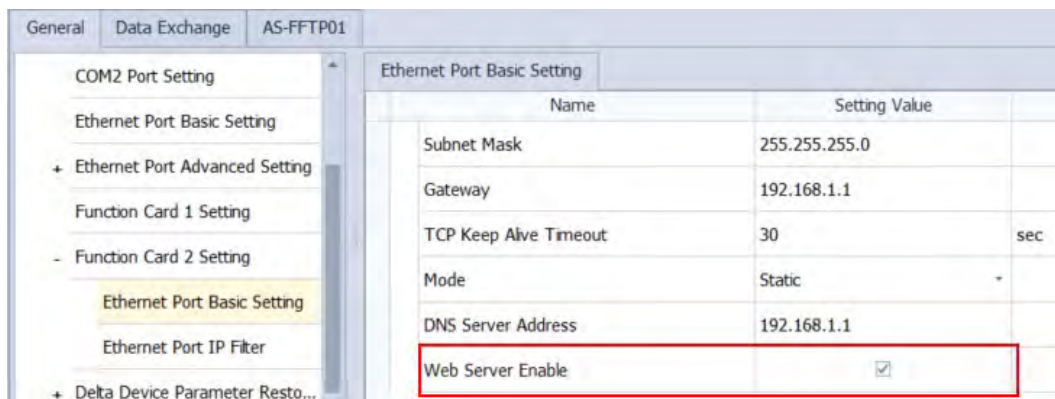 General Data Exchange AS-FFTP01
COM2 Port Setting
Ethernet Port Basic Setting
+ Ethernet Port Advanced Setting
Function Card 1 Setting
- Function Card 2 Setting
Ethernet Port Basic Setting
Ethernet Port IP Filter
+ Delta Device Parameter Resto...
Ethernet Port Basic Setting
Name Setting Value
Subnet Mask 255.255.255.0
Gateway 192.168.1.1
TCP Keep Alive Timeout 30 sec
Mode Static
DNS Server Address 192.168.1.1
Web Server Enable